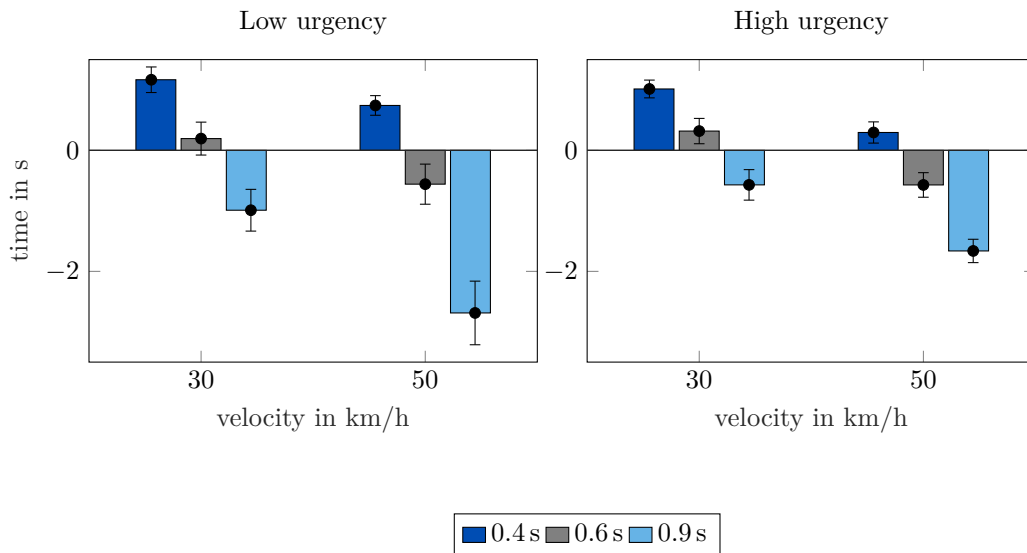 Low urgency
High urgency
time in s
0
−2
30
50
velocity in km/h
0
−2
30
50
velocity in km/h
0.4 s
0.6 s
0.9 s